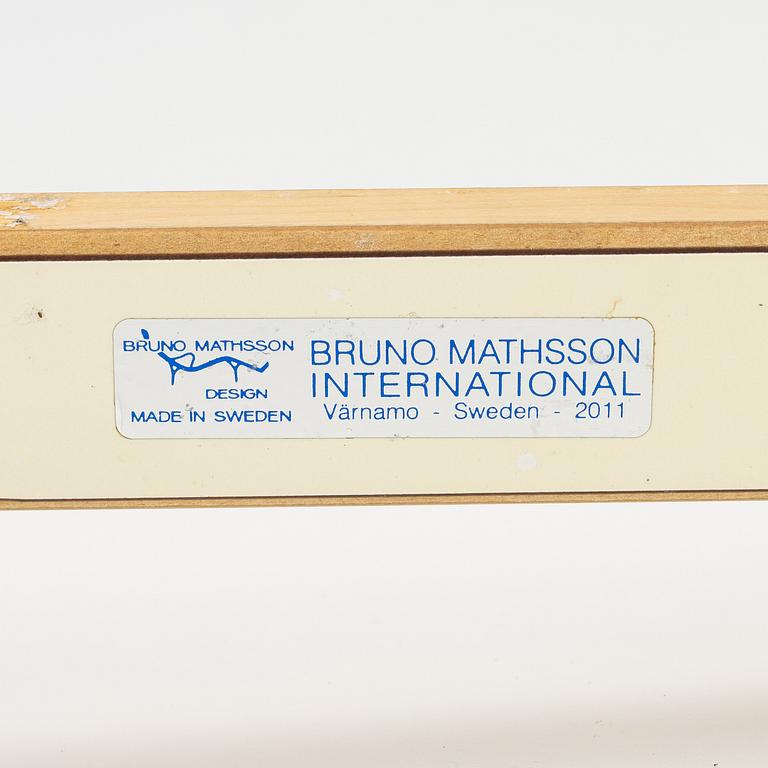 BRUNO MATHSSON
DESIGN
MADE IN SWEDEN
BRUNO MATHSSON
INTERNATIONAL
Värnamo - Sweden - 2011